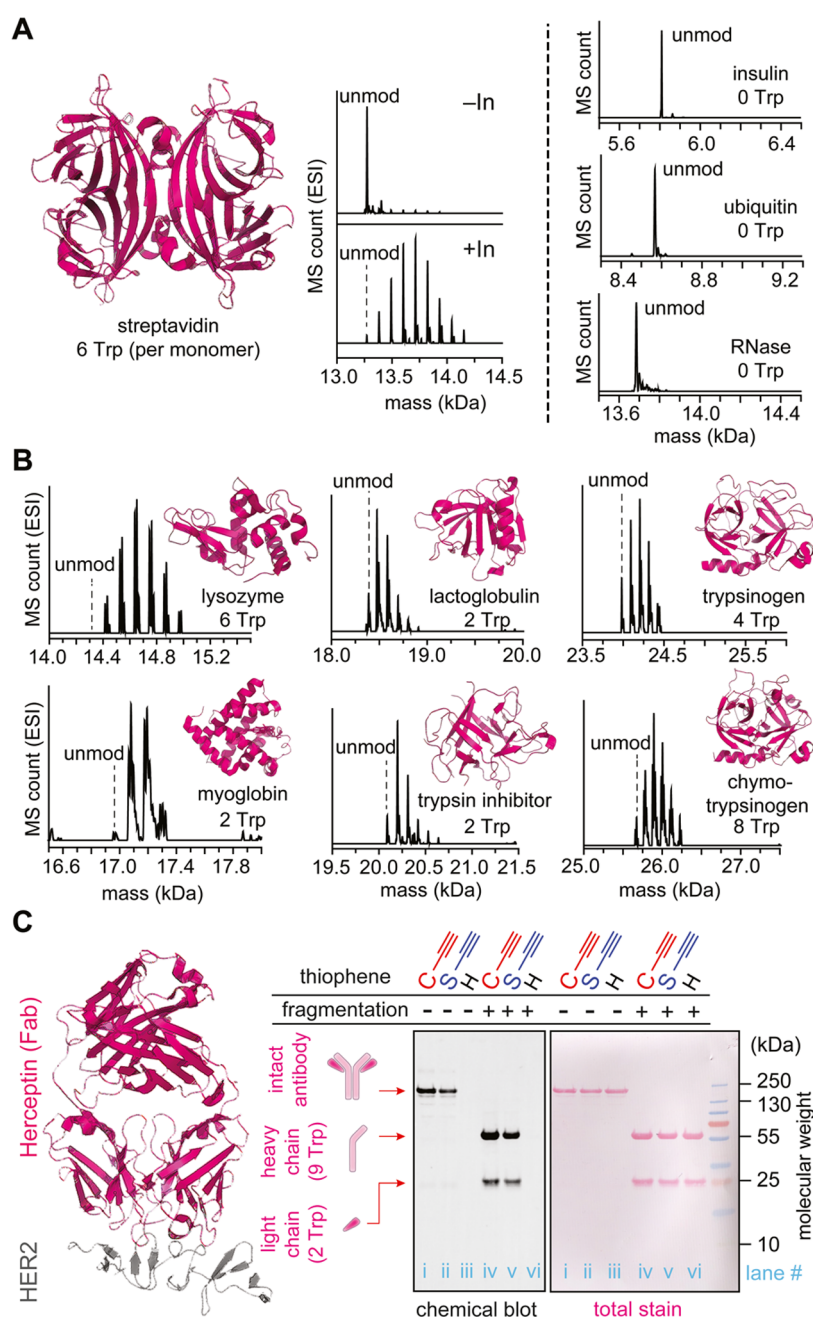 A
unmod
–In
MS count (ESI)
unmod
+In
13.0 13.5 14.0 14.5
mass (kDa)
streptavidin
6 Trp (per monomer)
MS count
unmod
insulin
0 Trp
5.6 6.0 6.4
MS count
unmod
ubiquitin
0 Trp
8.4 8.8 9.2
MS count
unmod
RNase
0 Trp
13.6 14.0 14.4
mass (kDa)
B
MS count (ESI)
unmod
lysozyme
6 Trp
14.0 14.4 14.8 15.2
unmod
lactoglobulin
2 Trp
18.0 19.0 20.0
unmod
trypsinogen
4 Trp
23.5 24.5 25.0 26.0
MS count (ESI)
unmod
myoglobin
2 Trp
16.6 17.0 17.4 17.8
mass (kDa)
unmod
trypsin inhibitor
2 Trp
19.5 20.0 20.5 21.0 21.5
mass (kDa)
unmod
chymo-
trypsinogen
8 Trp
25.0 26.0 27.0
mass (kDa)
C
Herceptin (Fab)
HER2
thiophene C S H C S H C S H C S H
fragmentation - - - + + + - - - + + +
intact
antibody
heavy
chain
(9 Trp)
light
chain
(2 Trp)
(kDa)
250
130
55
25
10
molecular weight
i ii iii iv v vi i ii iii iv v vi lane #
chemical blot total stain